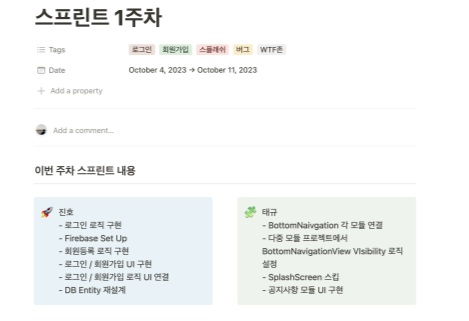 스프린트 1주차
Tags 로그인 회원가입 스플래쉬 버그 WTF존
Date October 4, 2023 → October 11, 2023
Add a property
Add a comment...
이번 주차 스프린트 내용
진호
- 로그인 로직 구현
- Firebase Set Up
- 회원등록 로직 구현
- 로그인 / 회원가입 UI 구현
- 로그인 / 회원가입 로직 UI 연결
- DB Entity 재설계
태규
- BottomNaivgation 각 모듈 연결
- 다중 모듈 프로젝트에서
BottomNavigationView VIsibility 로직
설정
- SplashScreen 스킵
- 공지사항 모듈 UI 구현